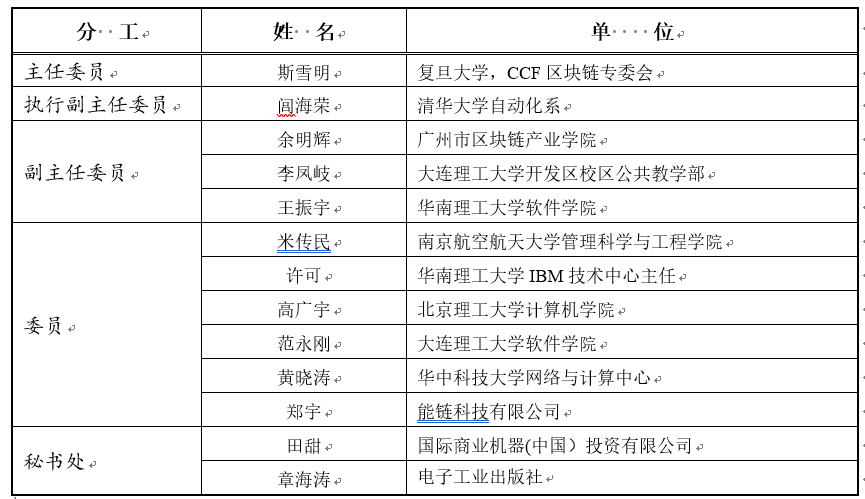 分工 姓名 单位
主任委员 斯雪明 复旦大学，CCF 区块链专委会
执行副主任委员 闾海荣 清华大学自动化系
副主任委员 余明辉 广州市区块链产业学院
李凤岐 大连理工大学开发区校区公共教学部
王振宇 华南理工大学软件学院
委员 米传民 南京航空航天大学管理科学与工程学院
许可 华南理工大学 IBM 技术中心主任
高广宇 北京理工大学计算机学院
范永刚 大连理工大学软件学院
黄晓涛 华中科技大学网络与计算中心
郑宇 能链科技有限公司
秘书处 田甜 国际商业机器(中国）投资有限公司
章海涛 电子工业出版社